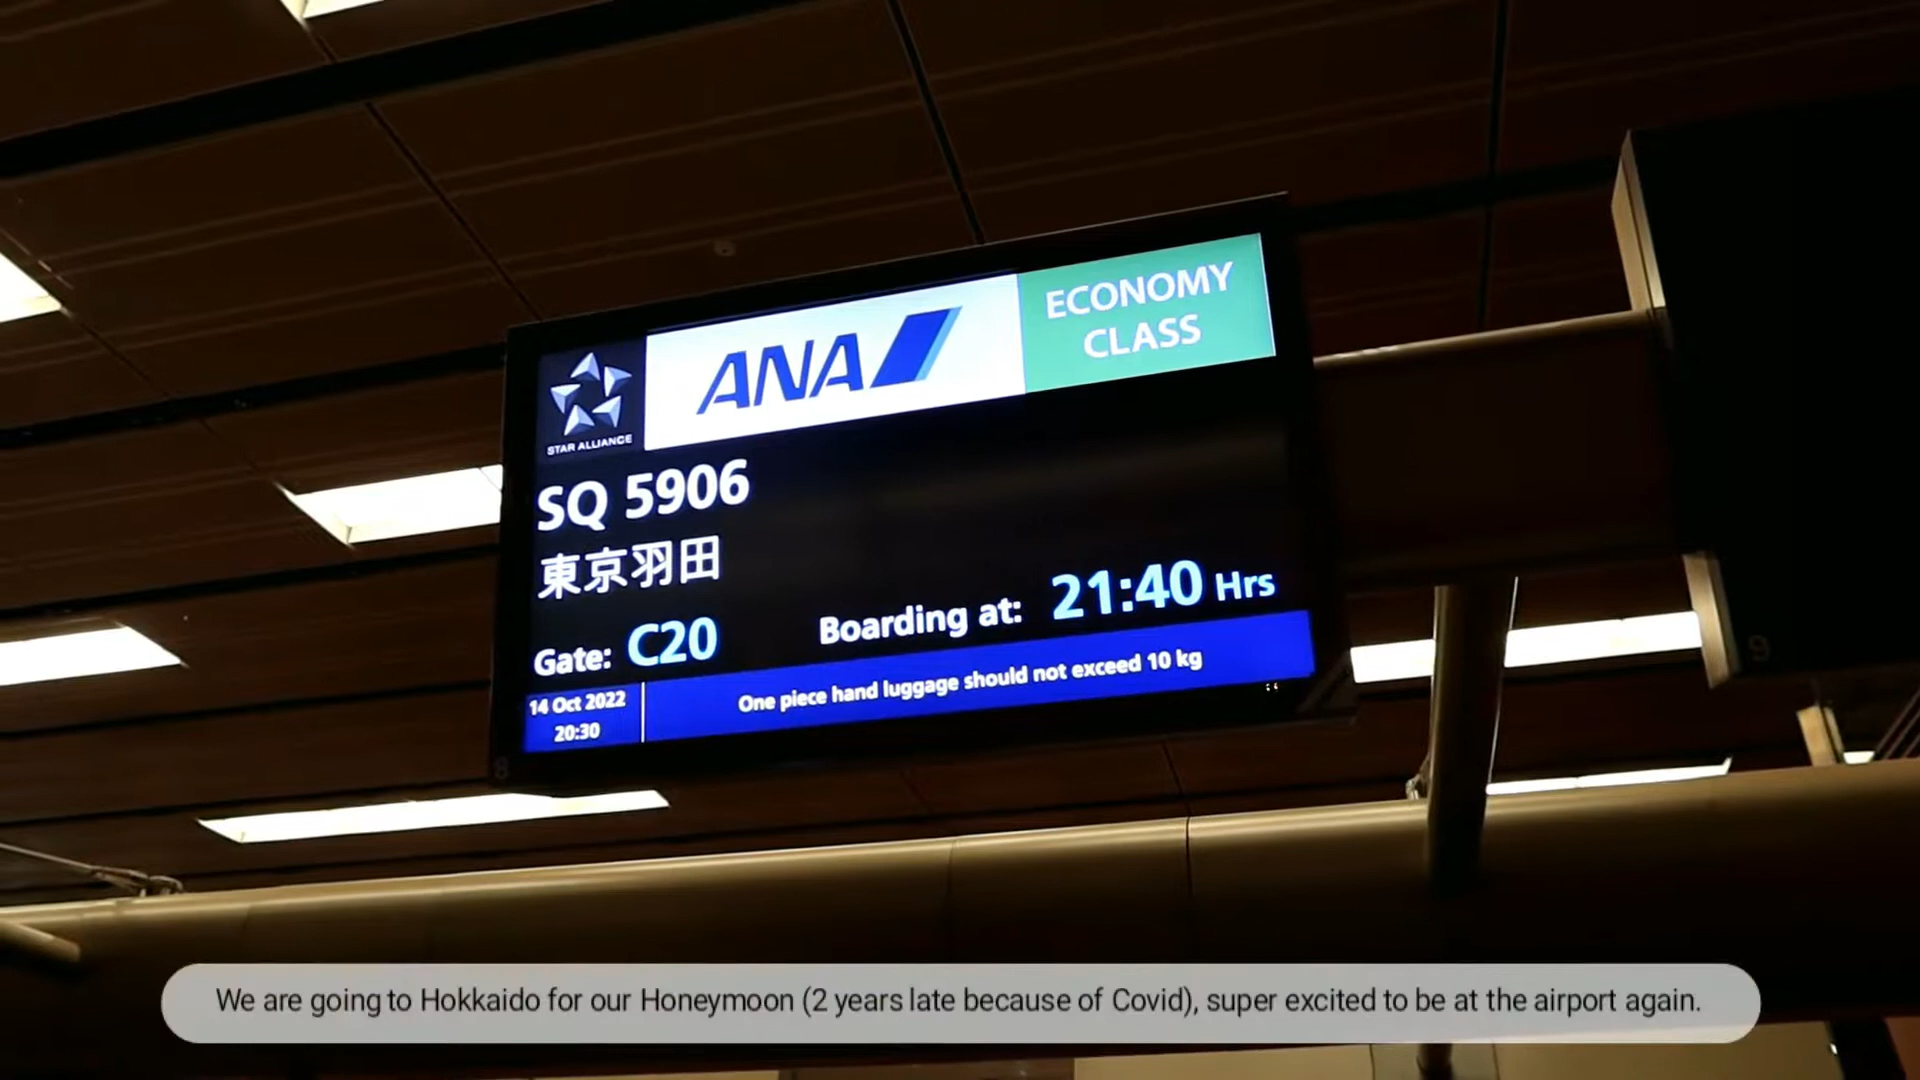 STAR ALLIANCE
ANA
ECONOMY
CLASS
SQ 5906
東京羽田
Gate: C20
Boarding at: 21:40 Hrs
14 Oct 2022
20:30
One piece hand luggage should not exceed 10 kg
8
9
We are going to Hokkaido for our Honeymoon (2 years late because of Covid), super excited to be at the airport again.